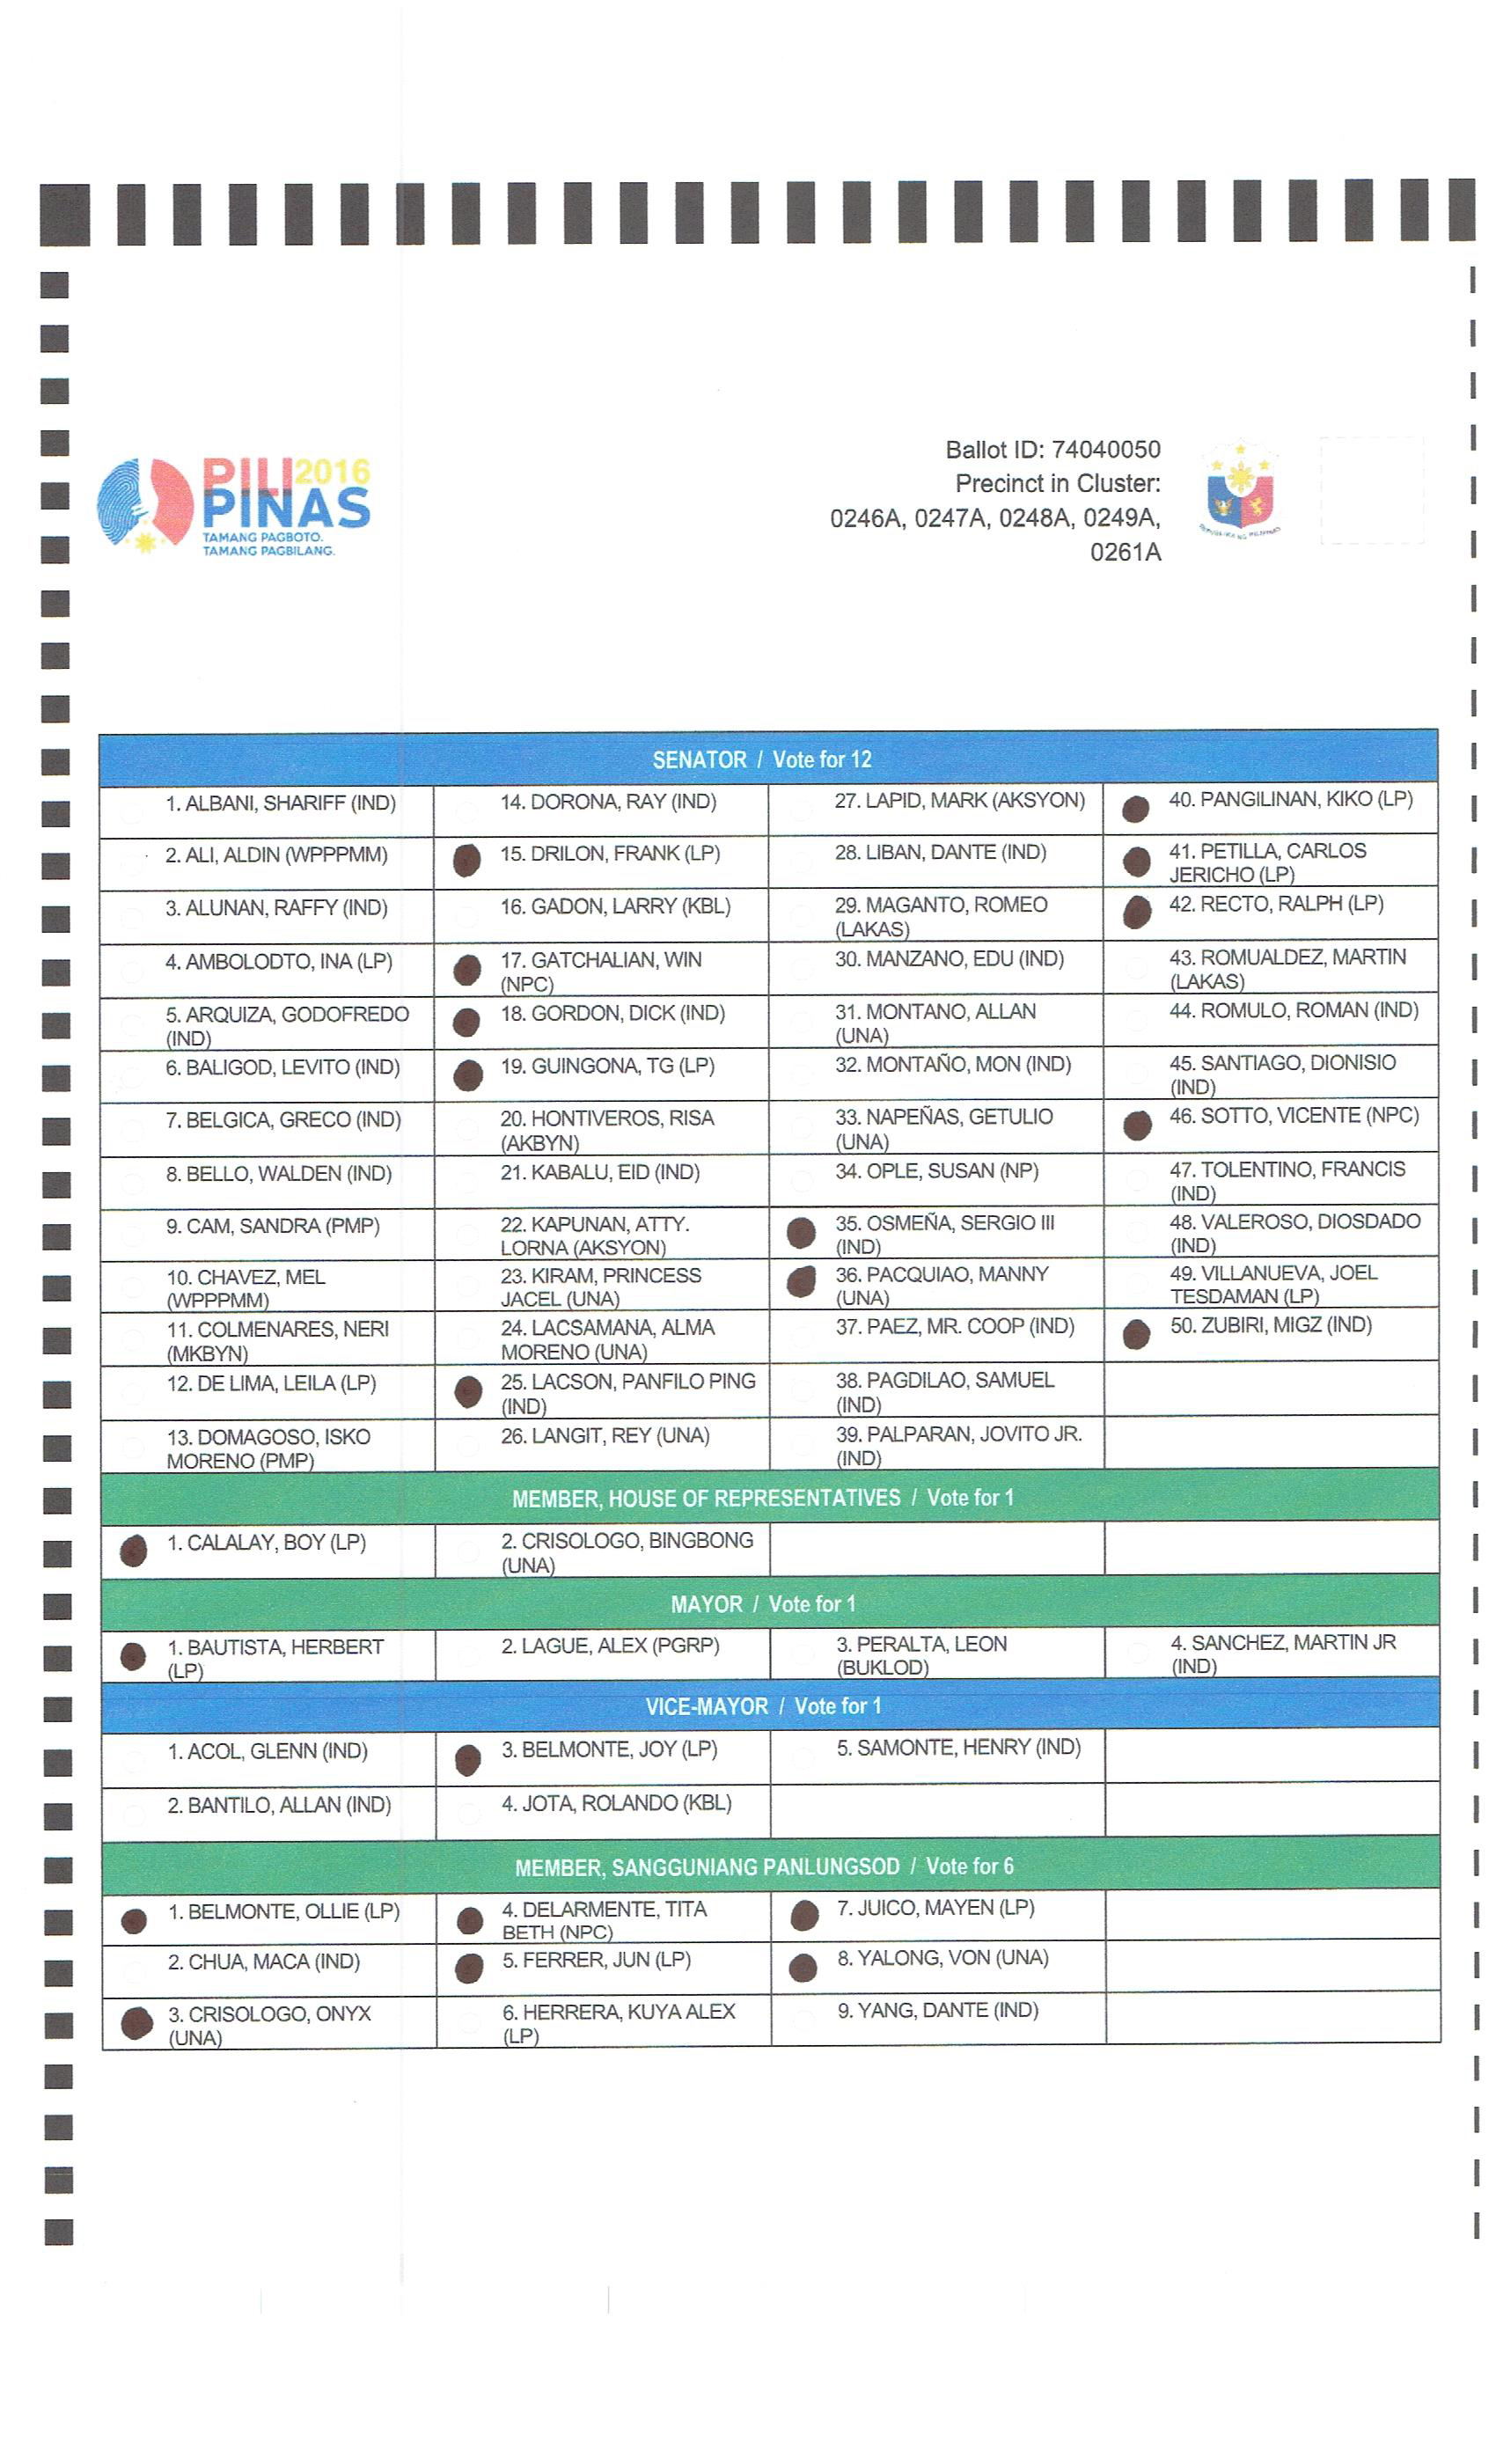 PILI 2016
PINAS
TAMANG PAGBOTO.
TAMANG PAGBILANG.
Ballot ID: 74040050
Precinct in Cluster:
0246A, 0247A, 0248A, 0249A,
0261A
REPUBLIKA NG PILIPINAS
SENATOR / Vote for 12
1. ALBANI, SHARIFF (IND)
2. ALI, ALDIN (WPPPMM)
3. ALUNAN, RAFFY (IND)
4. AMBOLODTO, INA (LP)
5. ARQUIZA, GODOFREDO
(IND)
6. BALIGOD, LEVITO (IND)
7. BELGICA, GRECO (IND)
8. BELLO, WALDEN (IND)
9. CAM, SANDRA (PMP)
10. CHAVEZ, MEL
(WPPPMM)
11. COLMENARES, NERI
(MKBYN)
12. DE LIMA, LEILA (LP)
13. DOMAGOSO, ISKO
MORENO (PMP)
14. DORONA, RAY (IND)
15. DRILON, FRANK (LP)
16. GADON, LARRY (KBL)
17. GATCHALIAN, WIN
(NPC)
18. GORDON, DICK (IND)
19. GUINGONA, TG (LP)
20. HONTIVEROS, RISA
(AKBYN)
21. KABALU, EID (IND)
22. KAPUNAN, ATTY.
LORNA (AKSYON)
23. KIRAM, PRINCESS
JACEL (UNA)
24. LACSAMANA, ALMA
MORENO (UNA)
25. LACSON, PANFILO PING
(IND)
26. LANGIT, REY (UNA)
27. LAPID, MARK (AKSYON)
28. LIBAN, DANTE (IND)
29. MAGANTO, ROMEO
(LAKAS)
30. MANZANO, EDU (IND)
31. MONTANO, ALLAN
(UNA)
32. MONTAÑO, MON (IND)
33. NAPEÑAS, GETULIO
(UNA)
34. OPLE, SUSAN (NP)
35. OSMEÑA, SERGIO III
(IND)
36. PACQUIAO, MANNY
(UNA)
37. PAEZ, MR. COOP (IND)
38. PAGDILAO, SAMUEL
(IND)
39. PALPARAN, JOVITO JR.
(IND)
40. PANGILINAN, KIKO (LP)
41. PETILLA, CARLOS
JERICHO (LP)
42. RECTO, RALPH (LP)
43. ROMUALDEZ, MARTIN
(LAKAS)
44. ROMULO, ROMAN (IND)
45. SANTIAGO, DIONISIO
(IND)
46. SOTTO, VICENTE (NPC)
47. TOLENTINO, FRANCIS
(IND)
48. VALEROSO, DIOSDADO
(IND)
49. VILLANUEVA, JOEL
TESDAMAN (LP)
50. ZUBIRI, MIGZ (IND)
MEMBER, HOUSE OF REPRESENTATIVES / Vote for 1
1. CALALAY, BOY (LP)
2. CRISOLOGO, BINGBONG
(UNA)
MAYOR / Vote for 1
1. BAUTISTA, HERBERT
(LP)
2. LAGUE, ALEX (PGRP)
3. PERALTA, LEON
(BUKLOD)
4. SANCHEZ, MARTIN JR
(IND)
VICE-MAYOR / Vote for 1
1. ACOL, GLENN (IND)
2. BANTILO, ALLAN (IND)
3. BELMONTE, JOY (LP)
4. JOTA, ROLANDO (KBL)
5. SAMONTE, HENRY (IND)
MEMBER, SANGGUNIANG PANLUNGSOD / Vote for 6
1. BELMONTE, OLLIE (LP)
2. CHUA, MACA (IND)
3. CRISOLOGO, ONYX
(UNA)
4. DELARMENTE, TITA
BETH (NPC)
5. FERRER, JUN (LP)
6. HERRERA, KUYA ALEX
(LP)
7. JUICO, MAYEN (LP)
8. YALONG, VON (UNA)
9. YANG, DANTE (IND)